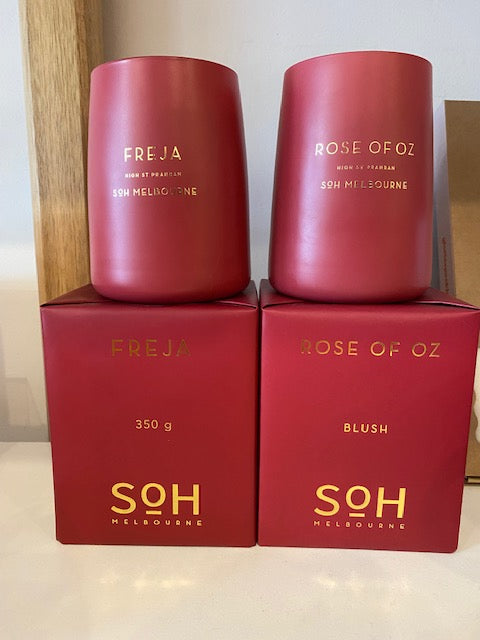 FREJA
HIGH ST PRAHRAN
SOH MELBOURNE
ROSE OF OZ
HIGH ST PRAHRAN
SOH MELBOURNE
FREJA
350 g
SOH
MELBOURNE
ROSE OF OZ
BLUSH
SOH
MELBOURNE